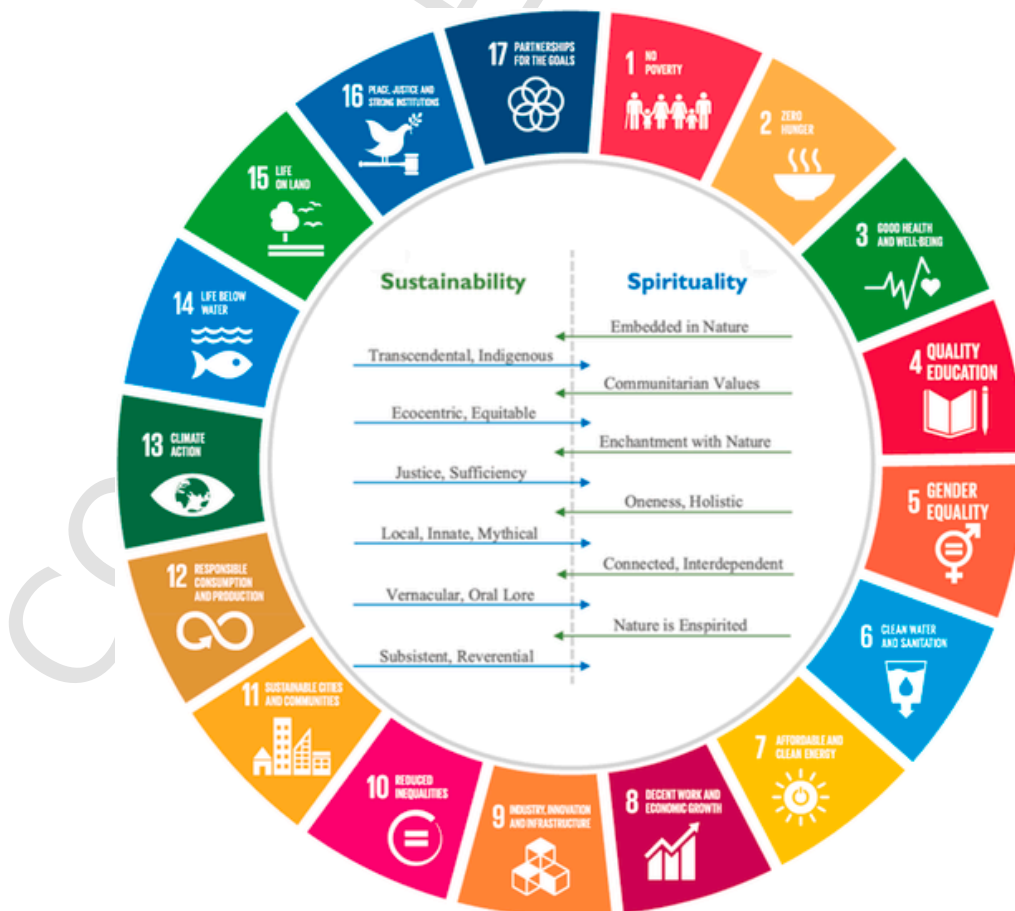 17 PARTNERSHIPS
FOR THE GOALS
1 NO
POVERTY
2 ZERO
HUNGER
3 GOOD HEALTH
AND WELL-BEING
4 QUALITY
EDUCATION
5 GENDER
EQUALITY
6 CLEAN WATER
AND SANITATION
7 AFFORDABLE AND
CLEAN ENERGY
8 DECENT WORK AND
ECONOMIC GROWTH
9 INDUSTRY, INNOVATION
AND INFRASTRUCTURE
10 REDUCED
INEQUALITIES
11 SUSTAINABLE CITIES
AND COMMUNITIES
12 RESPONSIBLE
CONSUMPTION
AND PRODUCTION
13 CLIMATE
ACTION
14 LIFE BELOW
WATER
15 LIFE
ON LAND
16 PEACE, JUSTICE AND
STRONG INSTITUTIONS
Sustainability
Spirituality
Embedded in Nature
Transcendental, Indigenous
Communitarian Values
Ecocentric, Equitable
Enchantment with Nature
Justice, Sufficiency
Oneness, Holistic
Local, Innate, Mythical
Connected, Interdependent
Vernacular, Oral Lore
Nature is Enspirited
Subsistent, Reverential